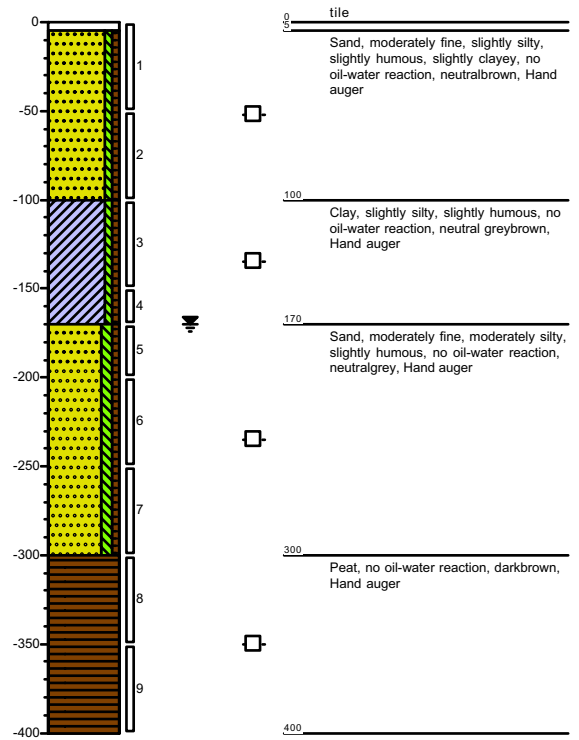 0
-50
-100
-150
-200
-250
-300
-350
-400
1
2
3
4
5
6
7
8
9
0
tile
5
Sand, moderately fine, slightly silty,
slightly humous, slightly clayey, no
oil-water reaction, neutralbrown, Hand
auger
100
Clay, slightly silty, slightly humous, no
oil-water reaction, neutral greybrown,
Hand auger
170
Sand, moderately fine, moderately silty,
slightly humous, no oil-water reaction,
neutralgrey, Hand auger
300
Peat, no oil-water reaction, darkbrown,
Hand auger
400